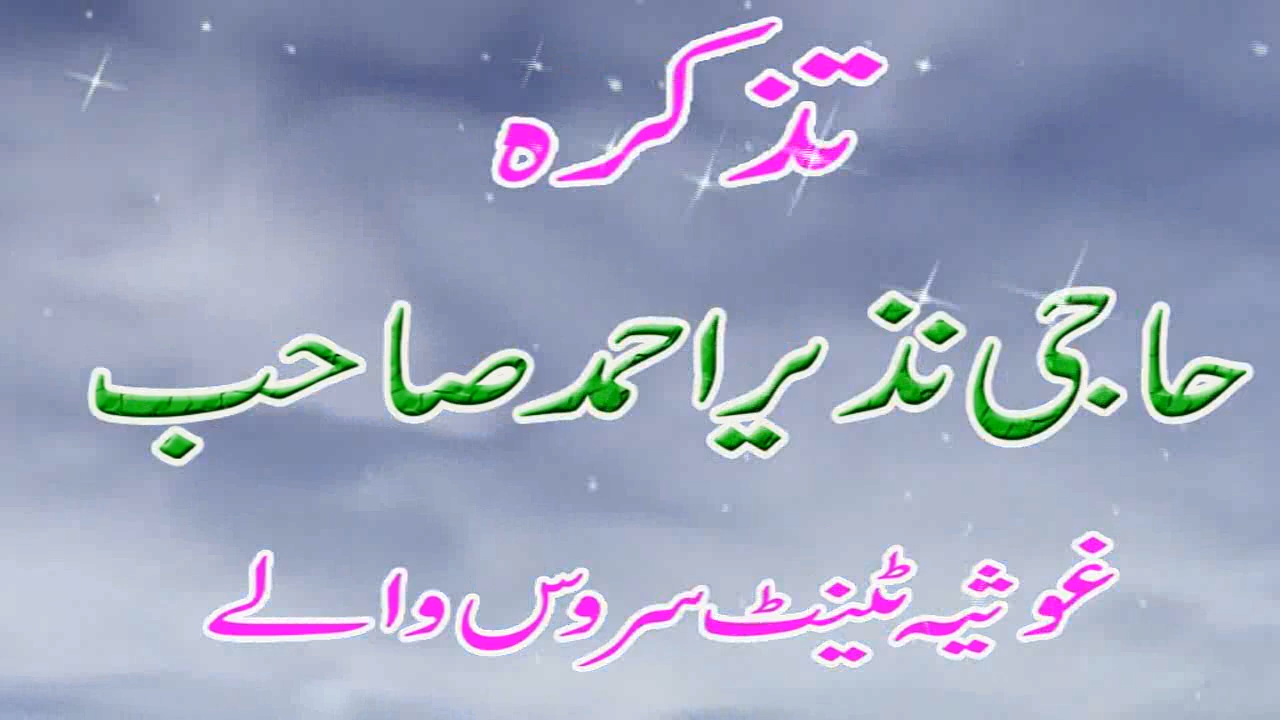 تذکرہ
حاجی نذیر احمد صاحب
غوثیہ ٹینٹ سروس والے